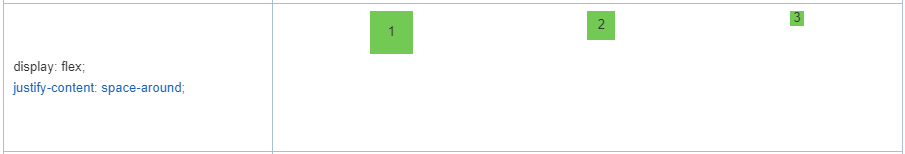 1
2
3
display: flex;
justify-content: space-around;